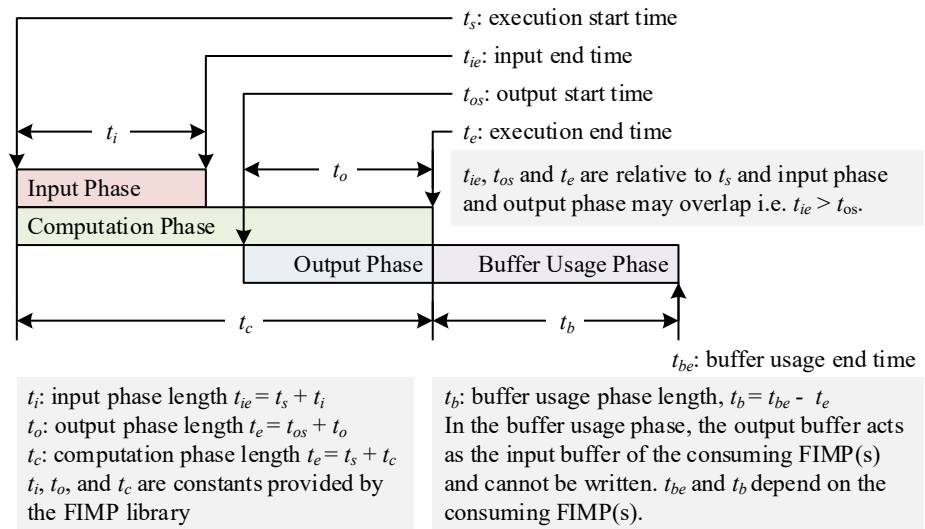 ts: execution start time
tie: input end time
tos: output start time
te: execution end time
ti
to
tie, tos and te are relative to ts and input phase
and output phase may overlap i.e. tie > tos.
Input Phase
Computation Phase
Output Phase
Buffer Usage Phase
tc
tb
tbe: buffer usage end time
ti: input phase length tie = ts + ti
to: output phase length te = tos + to
tc: computation phase length te = ts + tc
ti, to, and tc are constants provided by
the FIMP library
tb: buffer usage phase length, tb = tbe - te
In the buffer usage phase, the output buffer acts
as the input buffer of the consuming FIMP(s)
and cannot be written. tbe and tb depend on the
consuming FIMP(s).